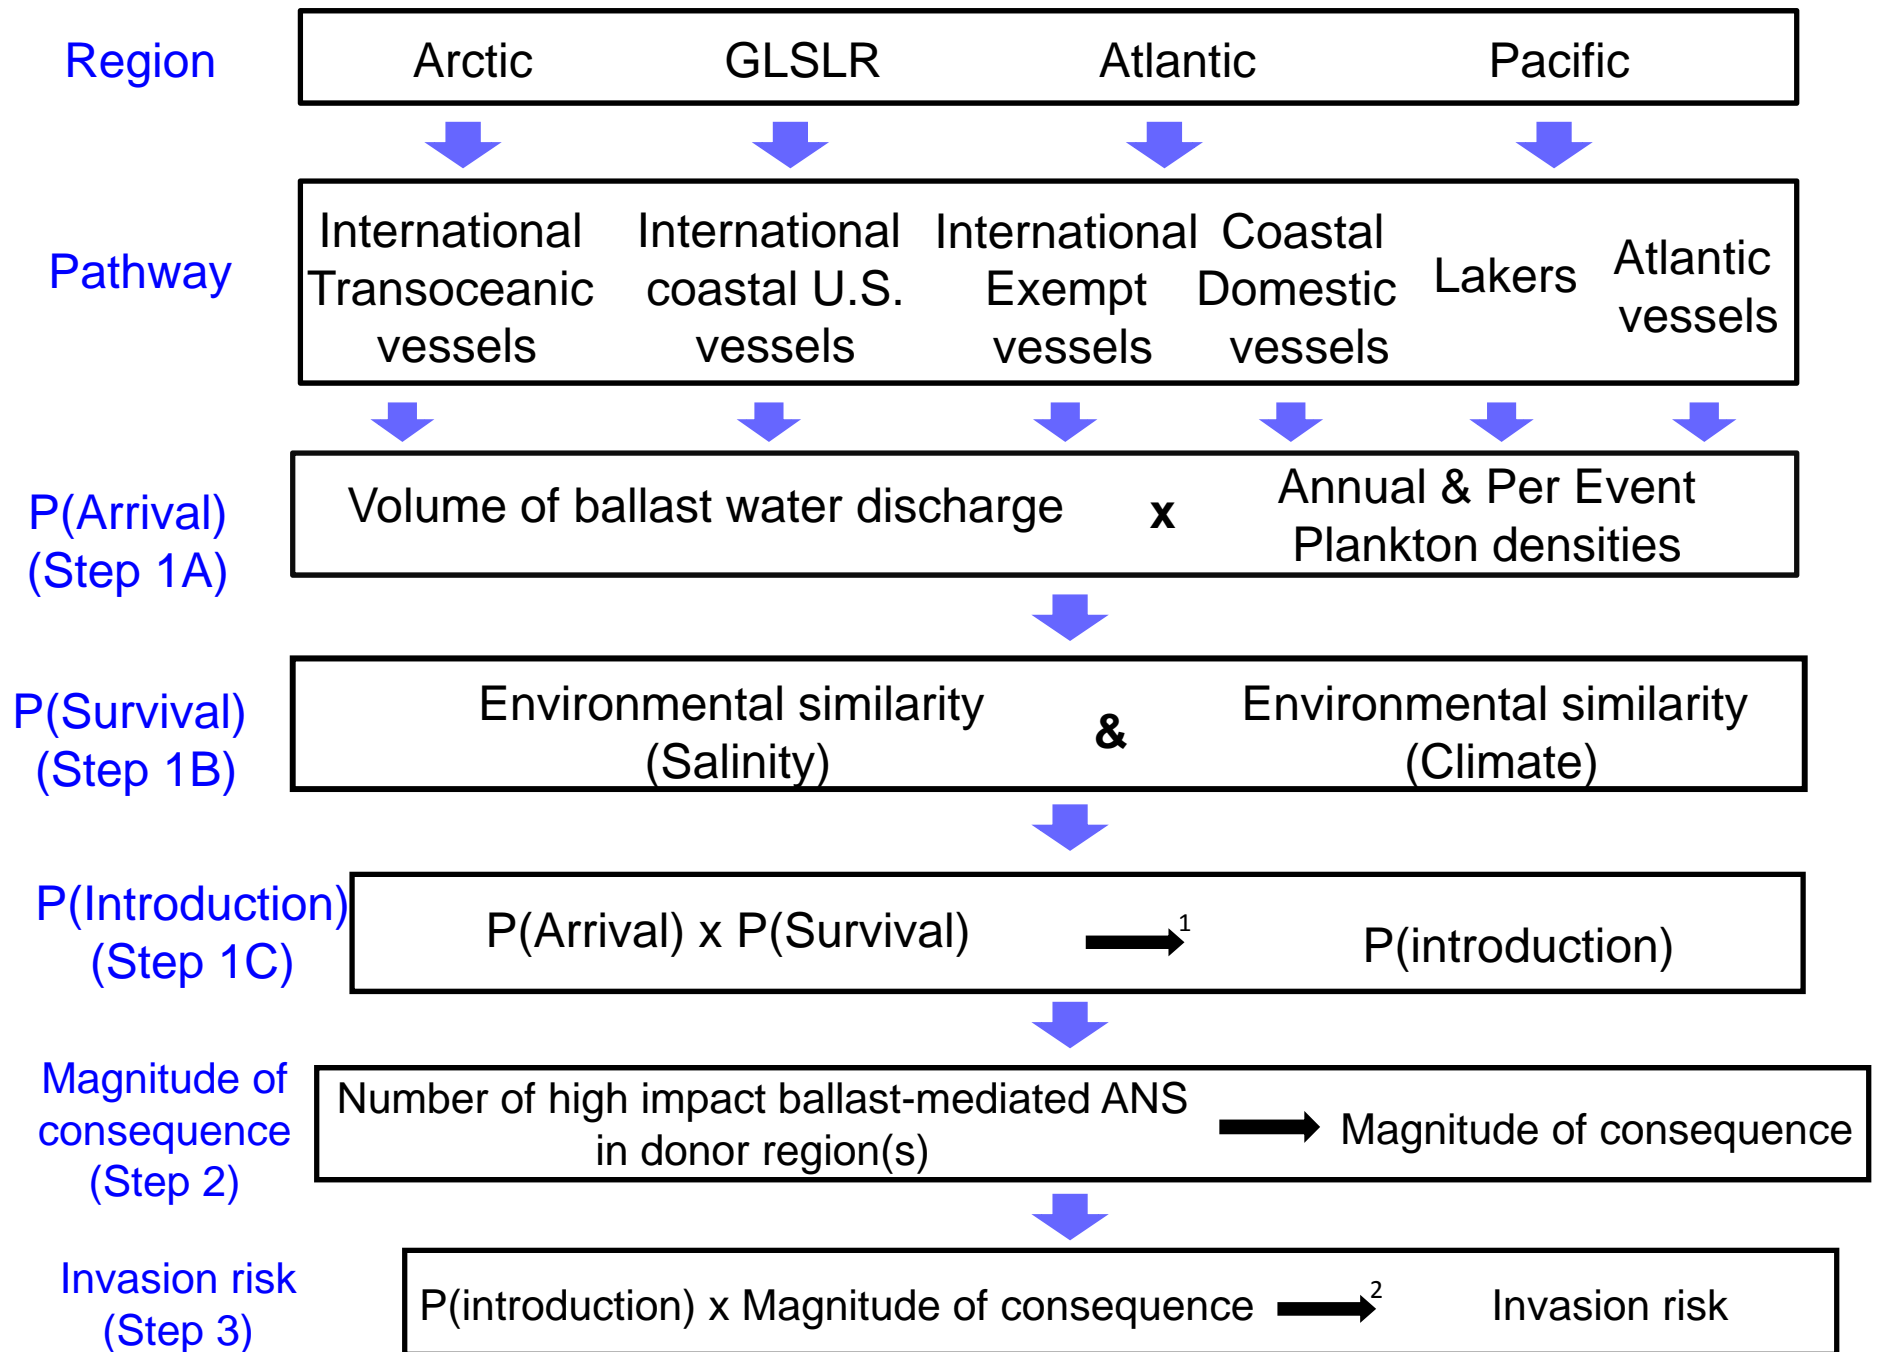 Region
Arctic GLSLR Atlantic Pacific
Pathway
International
Transoceanic
vessels
International
coastal U.S.
vessels
International
Exempt
vessels
Coastal
Domestic
vessels
Lakers
Atlantic
vessels
P(Arrival)
(Step 1A)
Volume of ballast water discharge x
Annual & Per Event
Plankton densities
P(Survival)
(Step 1B)
Environmental similarity
(Salinity)
&
Environmental similarity
(Climate)
P(Introduction)
(Step 1C)
P(Arrival) x P(Survival) 1 P(introduction)
Magnitude of
consequence
(Step 2)
Number of high impact ballast-mediated ANS
in donor region(s)
Magnitude of consequence
Invasion risk
(Step 3)
P(introduction) x Magnitude of consequence 2 Invasion risk